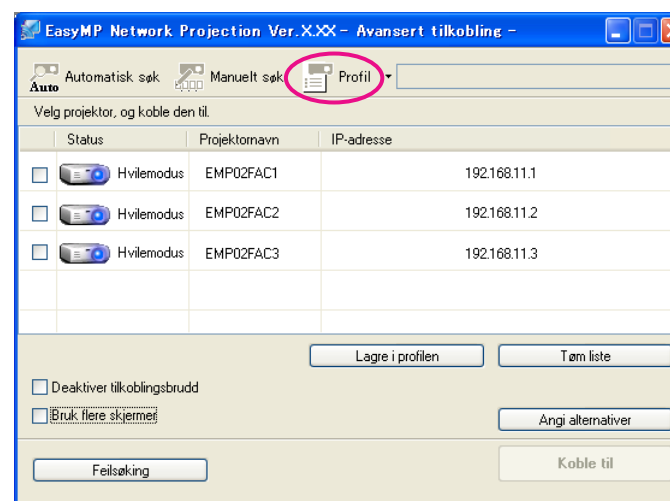 EasyMP Network Projection Ver.X.XX - Avansert tilkobling -
Auto Automatisk søk Manuelt søk Profil
Velg projektor, og koble den til.
Status Projektornavn IP-adresse
Hvilemodus EMP02FAC1 192.168.11.1
Hvilemodus EMP02FAC2 192.168.11.2
Hvilemodus EMP02FAC3 192.168.11.3
Lagre i profilen Tøm liste
Deaktiver tilkoblingsbrudd
Bruk flere skjermer
Angi alternativer
Feilsøking Koble til